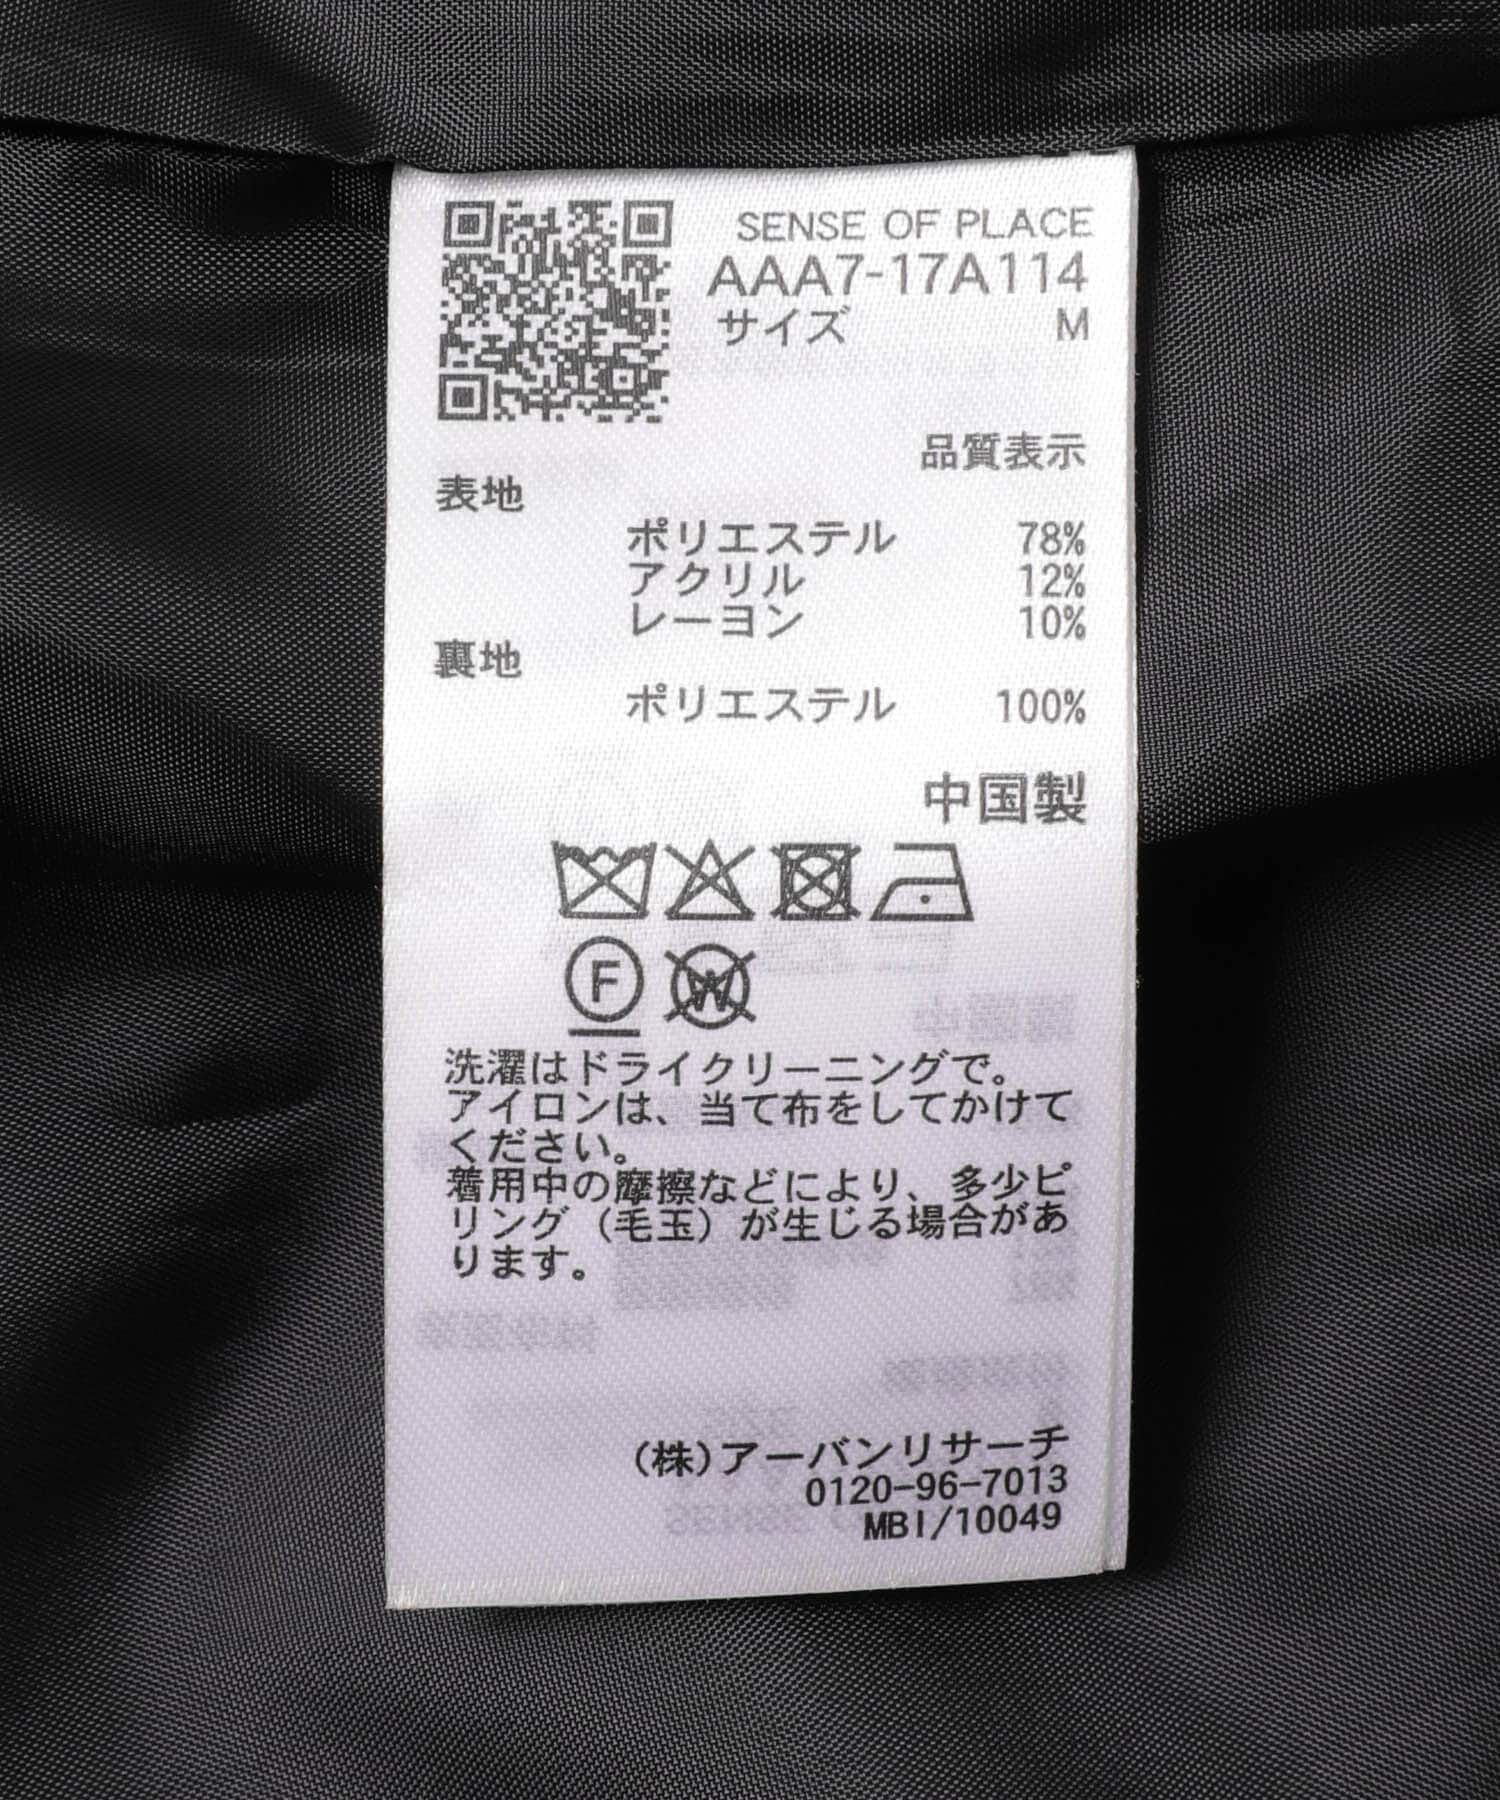 SENSE OF PLACE
AAA7-17A114
サイズ M
品質表示
表地
ポリエステル 78%
アクリル 12%
レーヨン 10%
裏地
ポリエステル 100%
中国製
F W
洗濯はドライクリーニングで。
アイロンは、当て布をしてかけて
ください。
着用中の摩擦などにより、多少ピ
リング（毛玉）が生じる場合があ
ります。
(株)アーバンリサーチ
0120-96-7013
MBI/10049